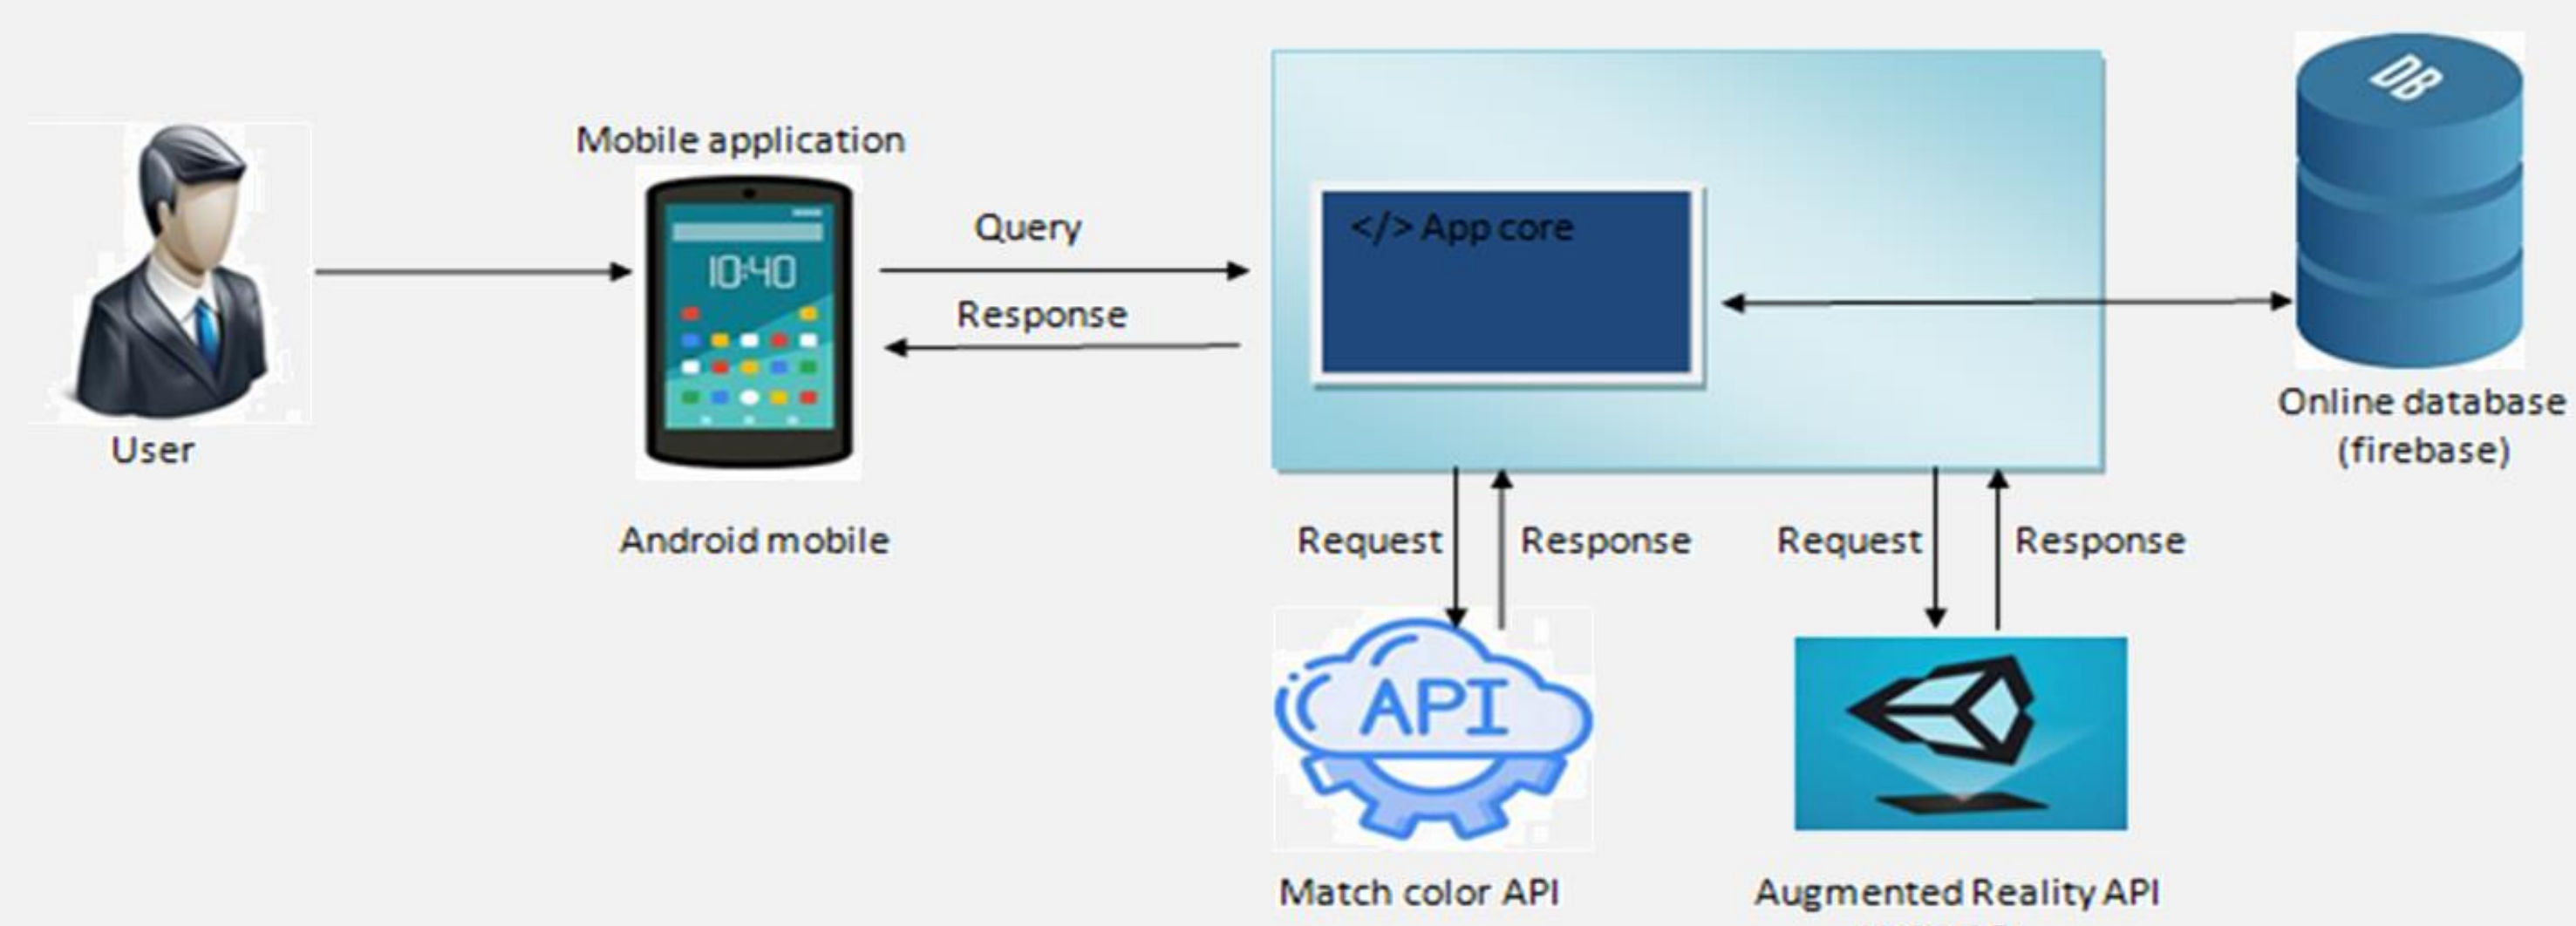 Mobile application
10:40
User
Android mobile
Query
Response
</> App core
DB
Online database
(firebase)
Request
Response
Request
Response
API
Match color API
Augmented Reality API